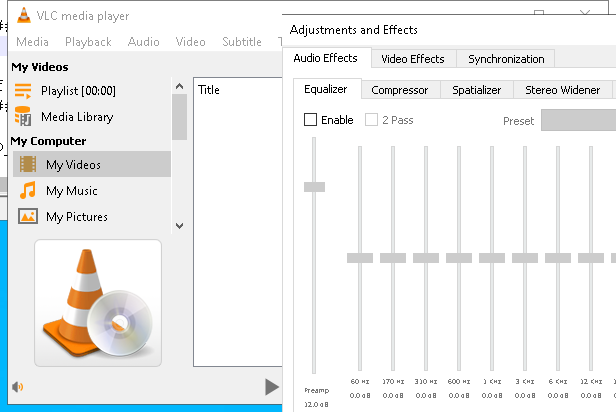 VLC media player
Media Playback Audio Video Subtitle
My Videos
Playlist [00:00]
Media Library
My Computer
My Videos
My Music
My Pictures
Title
Adjustments and Effects
Audio Effects Video Effects Synchronization
Equalizer Compressor Spatializer Stereo Widener
Enable 2 Pass Preset
60 Hz 170 Hz 310 Hz 600 Hz 1 KHz 3 KHz 6 KHz 12 KHz
Preamp 0.0 dB 0.0 dB 0.0 dB 0.0 dB 0.0 dB 0.0 dB 0.0 dB 0.0 dB
12.0 dB